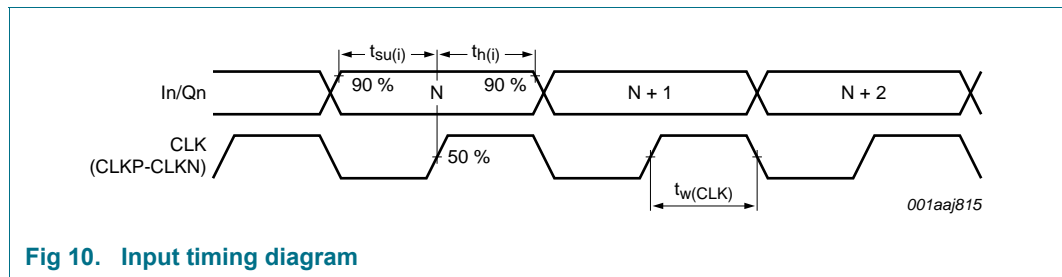 tsu(i) th(i)
90 % N 90 % N + 1 N + 2
In/Qn
CLK
(CLKP-CLKN)
50 %
tw(CLK)
001aaj815
Fig 10. Input timing diagram